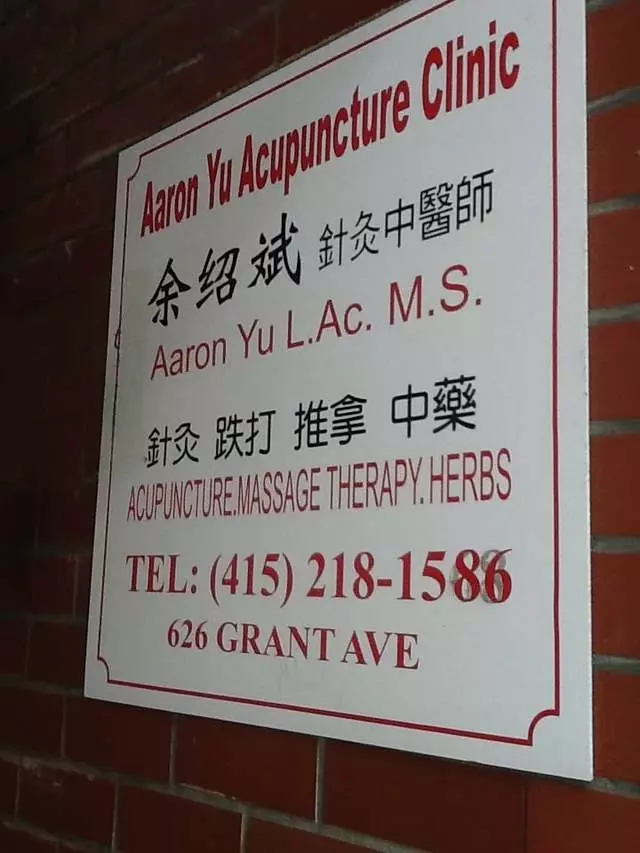 Aaron Yu Acupuncture Clinic
余绍斌 針灸中醫師
Aaron Yu L.Ac. M.S.
針灸 跌打 推拿 中藥
ACUPUNCTURE.MASSAGE THERAPY.HERBS
TEL: (415) 218-1586
626 GRANT AVE